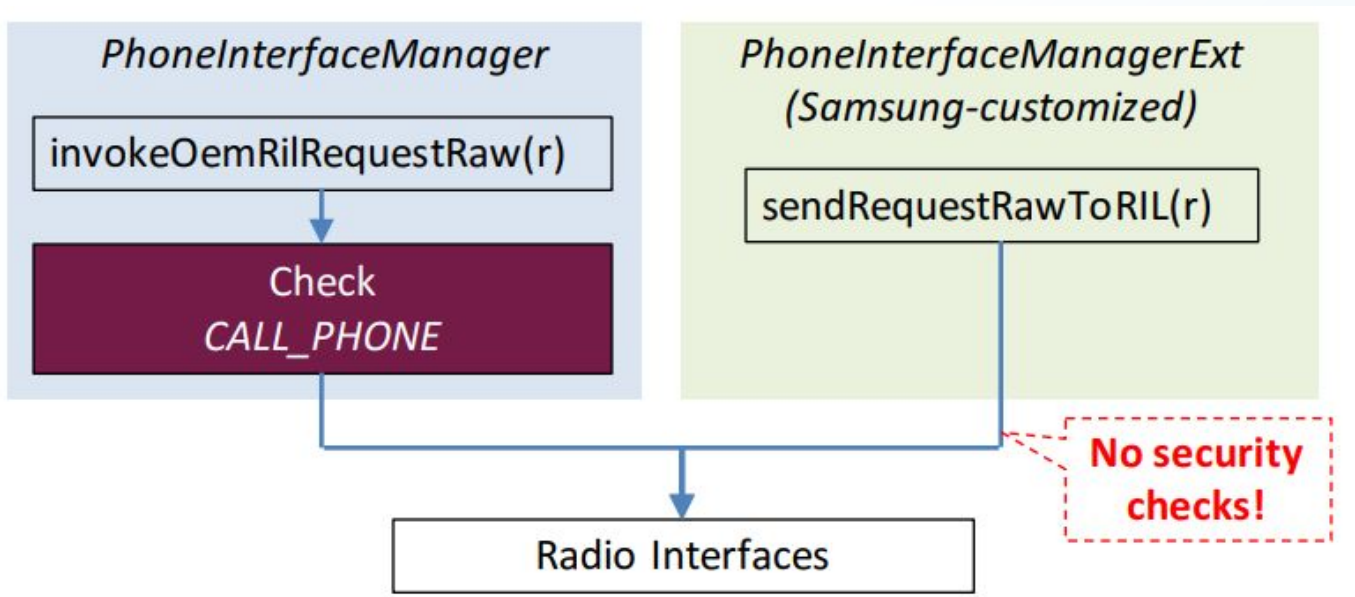 PhoneInterfaceManager
invokeOemRilRequestRaw(r)
Check
CALL_PHONE
PhoneInterfaceManagerExt
(Samsung-customized)
sendRequestRawToRIL(r)
No security
checks!
Radio Interfaces